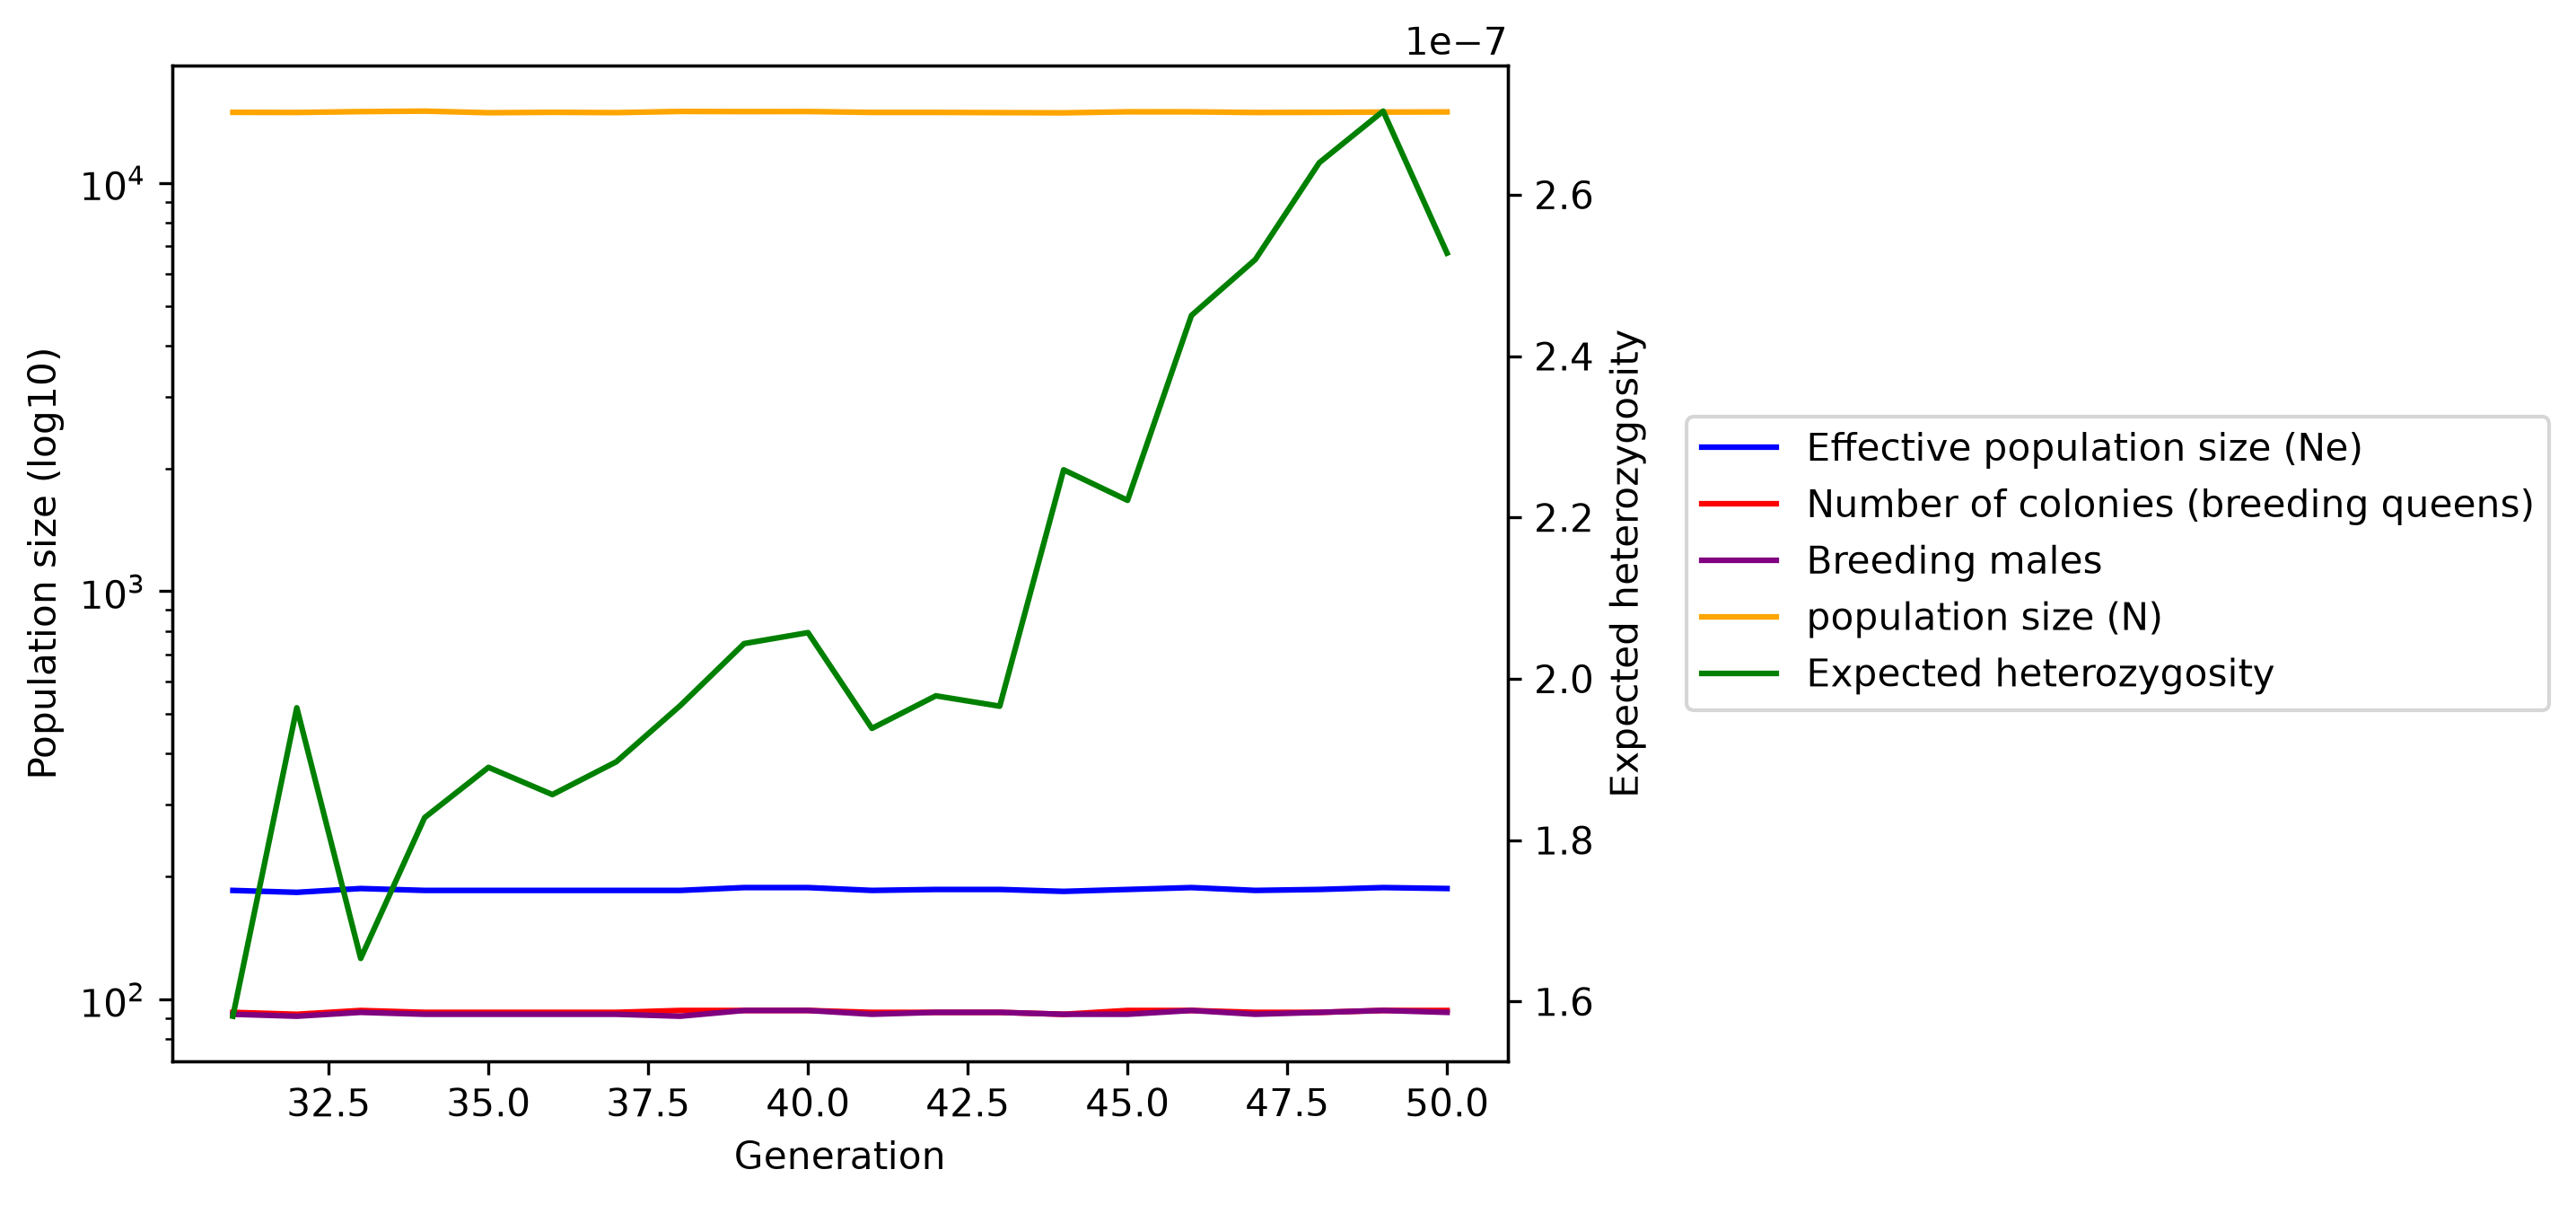 1e−7
Population size (log10)
10⁴
10³
10²
2.6
2.4
2.2
2.0
1.8
1.6
Expected heterozygosity
32.5 35.0 37.5 40.0 42.5 45.0 47.5 50.0
Generation
Effective population size (Ne)
Number of colonies (breeding queens)
Breeding males
population size (N)
Expected heterozygosity